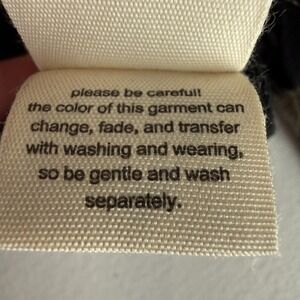 please be careful!
the color of this garment can
change, fade, and transfer
with washing and wearing,
so be gentle and wash
separately.